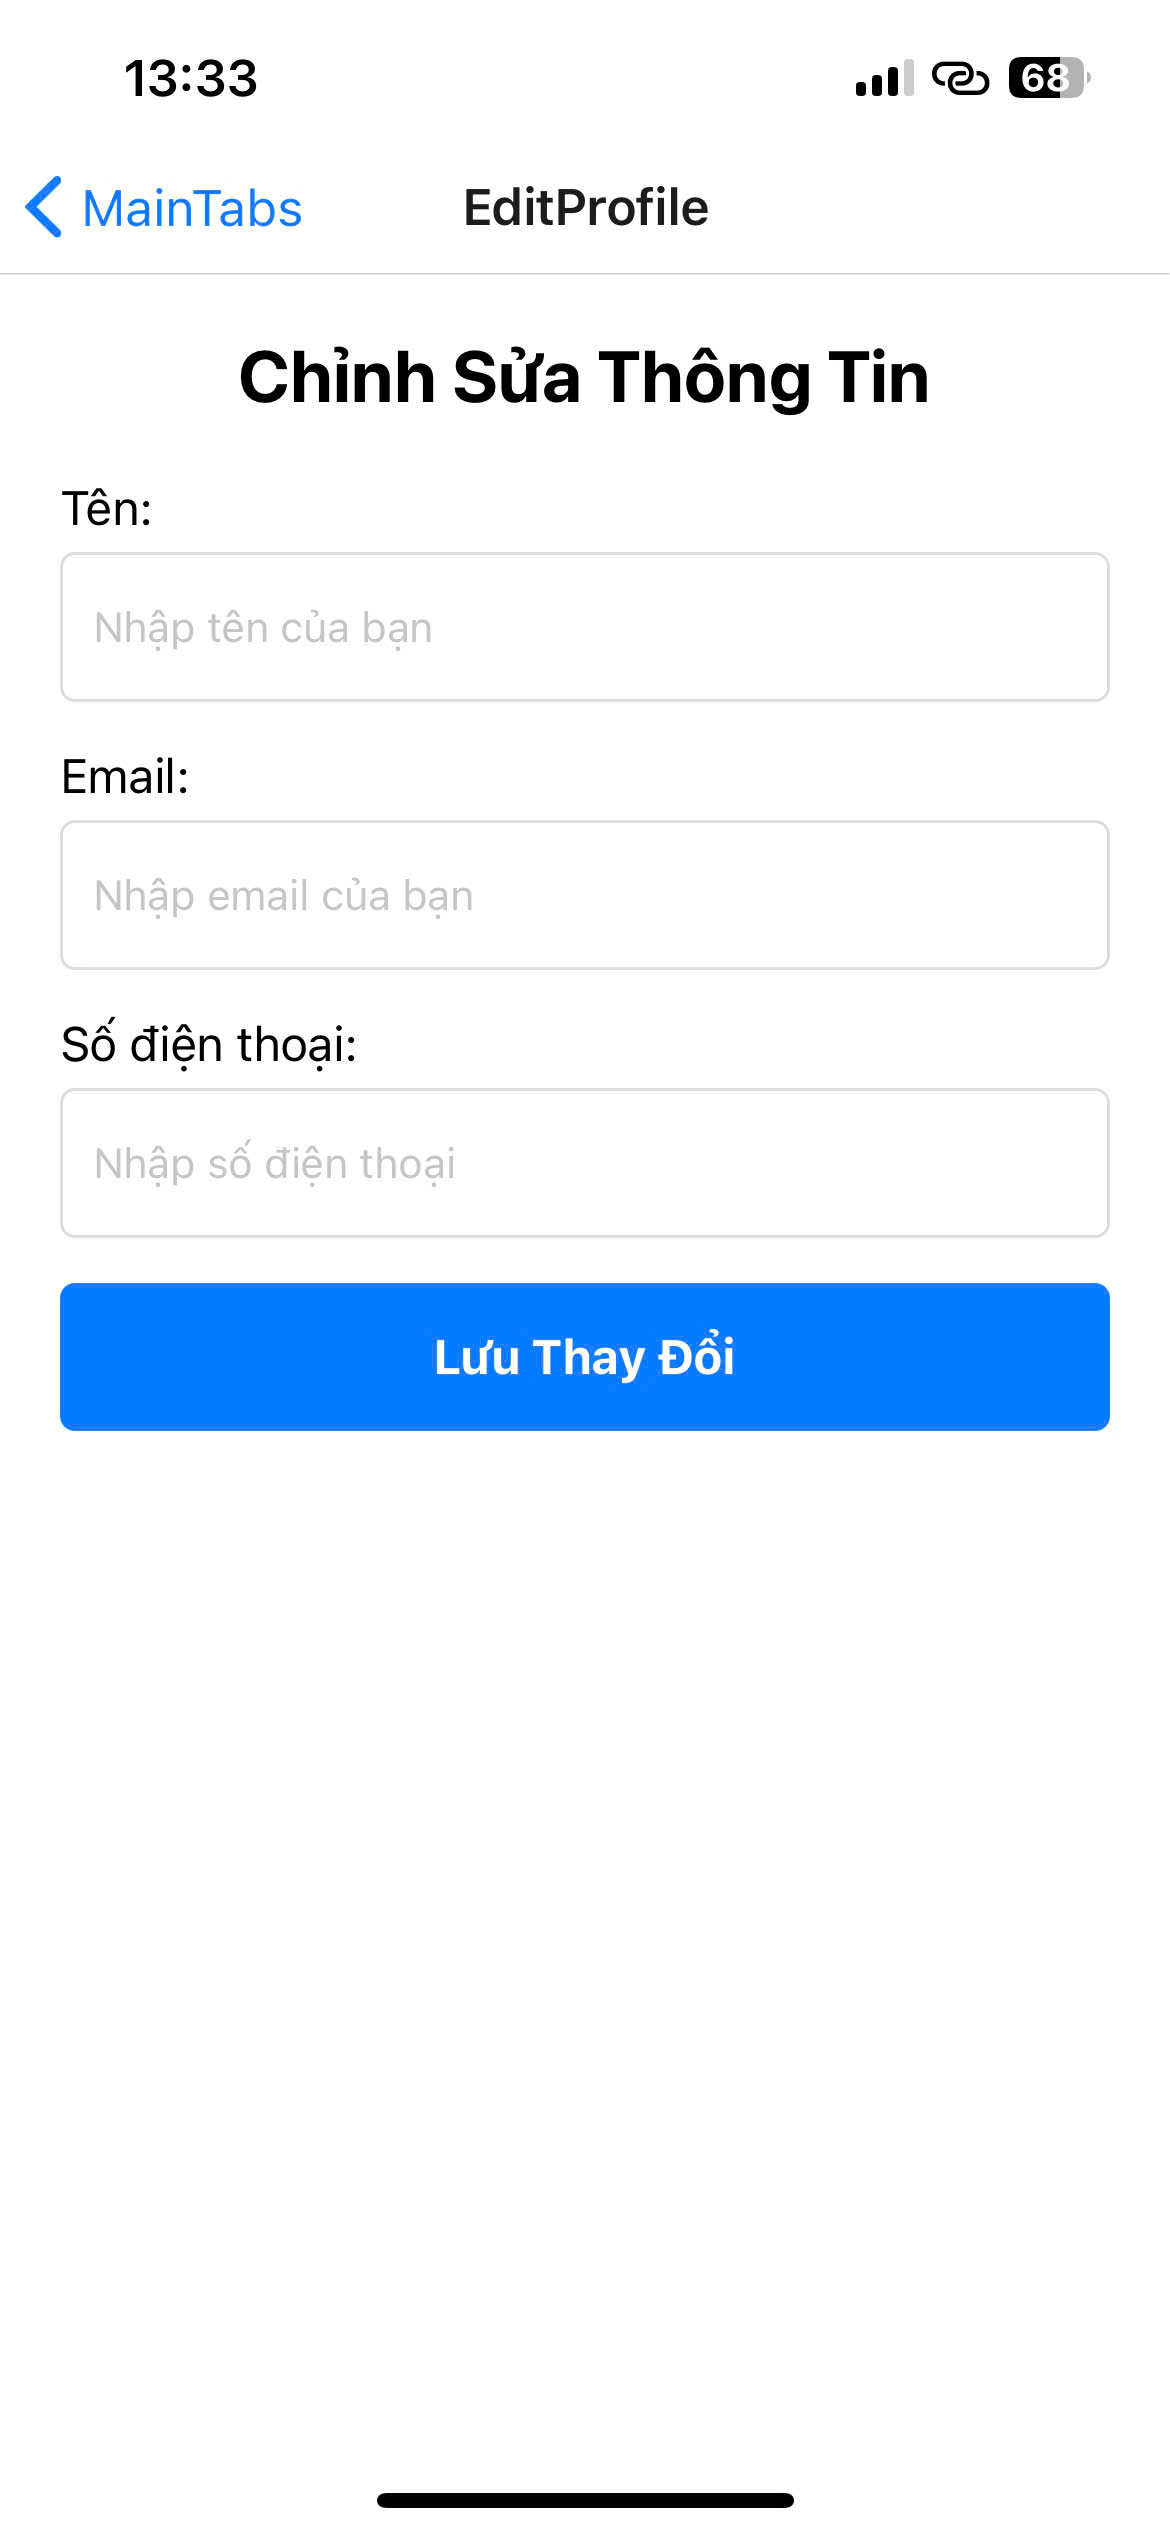 13:33
68
MainTabs
EditProfile
Chỉnh Sửa Thông Tin
Tên:
Nhập tên của bạn
Email:
Nhập email của bạn
Số điện thoại:
Nhập số điện thoại
Lưu Thay Đổi